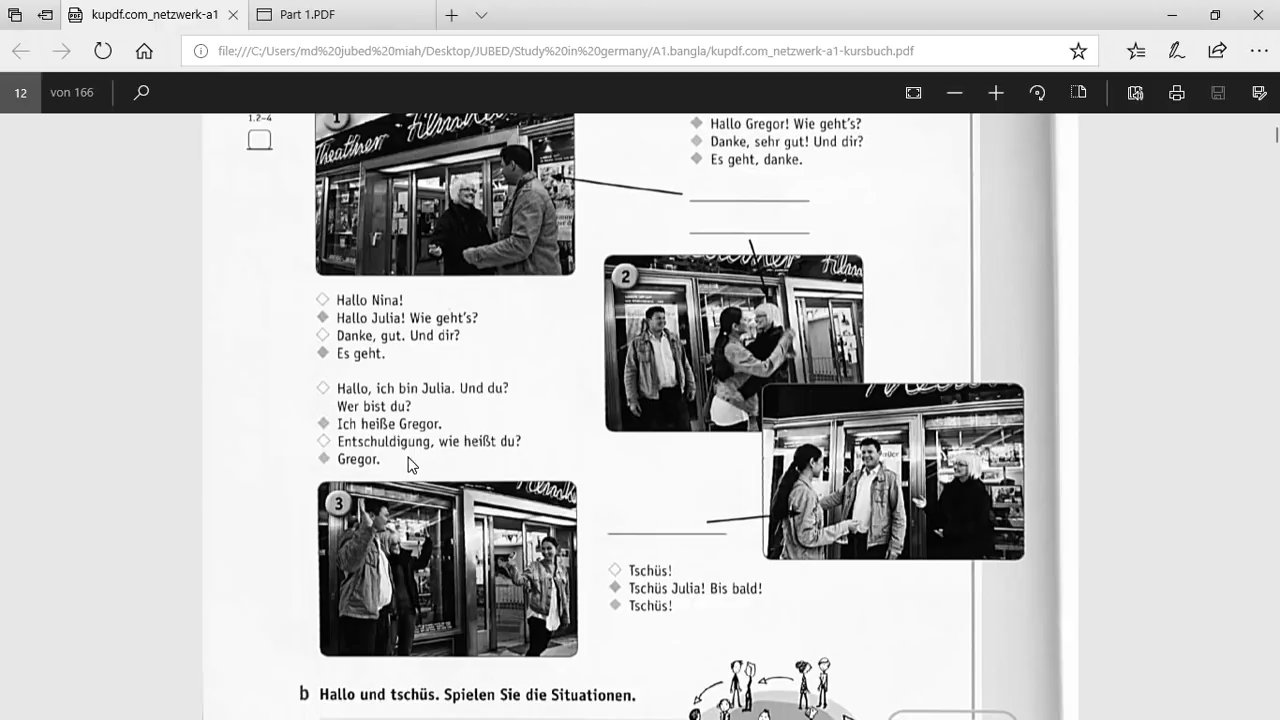 kupdf.com_netzwerk-a1
Part 1.PDF
file:///C:/Users/md%20jubed%20miah/Desktop/JUBED/Study%20in%20germany/A1.bangla/kupdf.com_netzwerk-a1-kursbuch.pdf
12 von 166
1.2-4
1
Theather Filmk
Hallo Gregor! Wie geht's?
Danke, sehr gut! Und dir?
Es geht, danke.
2
Hallo Nina!
Hallo Julia! Wie geht's?
Danke, gut. Und dir?
Es geht.
Hallo, ich bin Julia. Und du?
Wer bist du?
Ich heiße Gregor.
Entschuldigung, wie heißt du?
Gregor.
3
Tschüs!
Tschüs Julia! Bis bald!
Tschüs!
b Hallo und tschüs. Spielen Sie die Situationen.